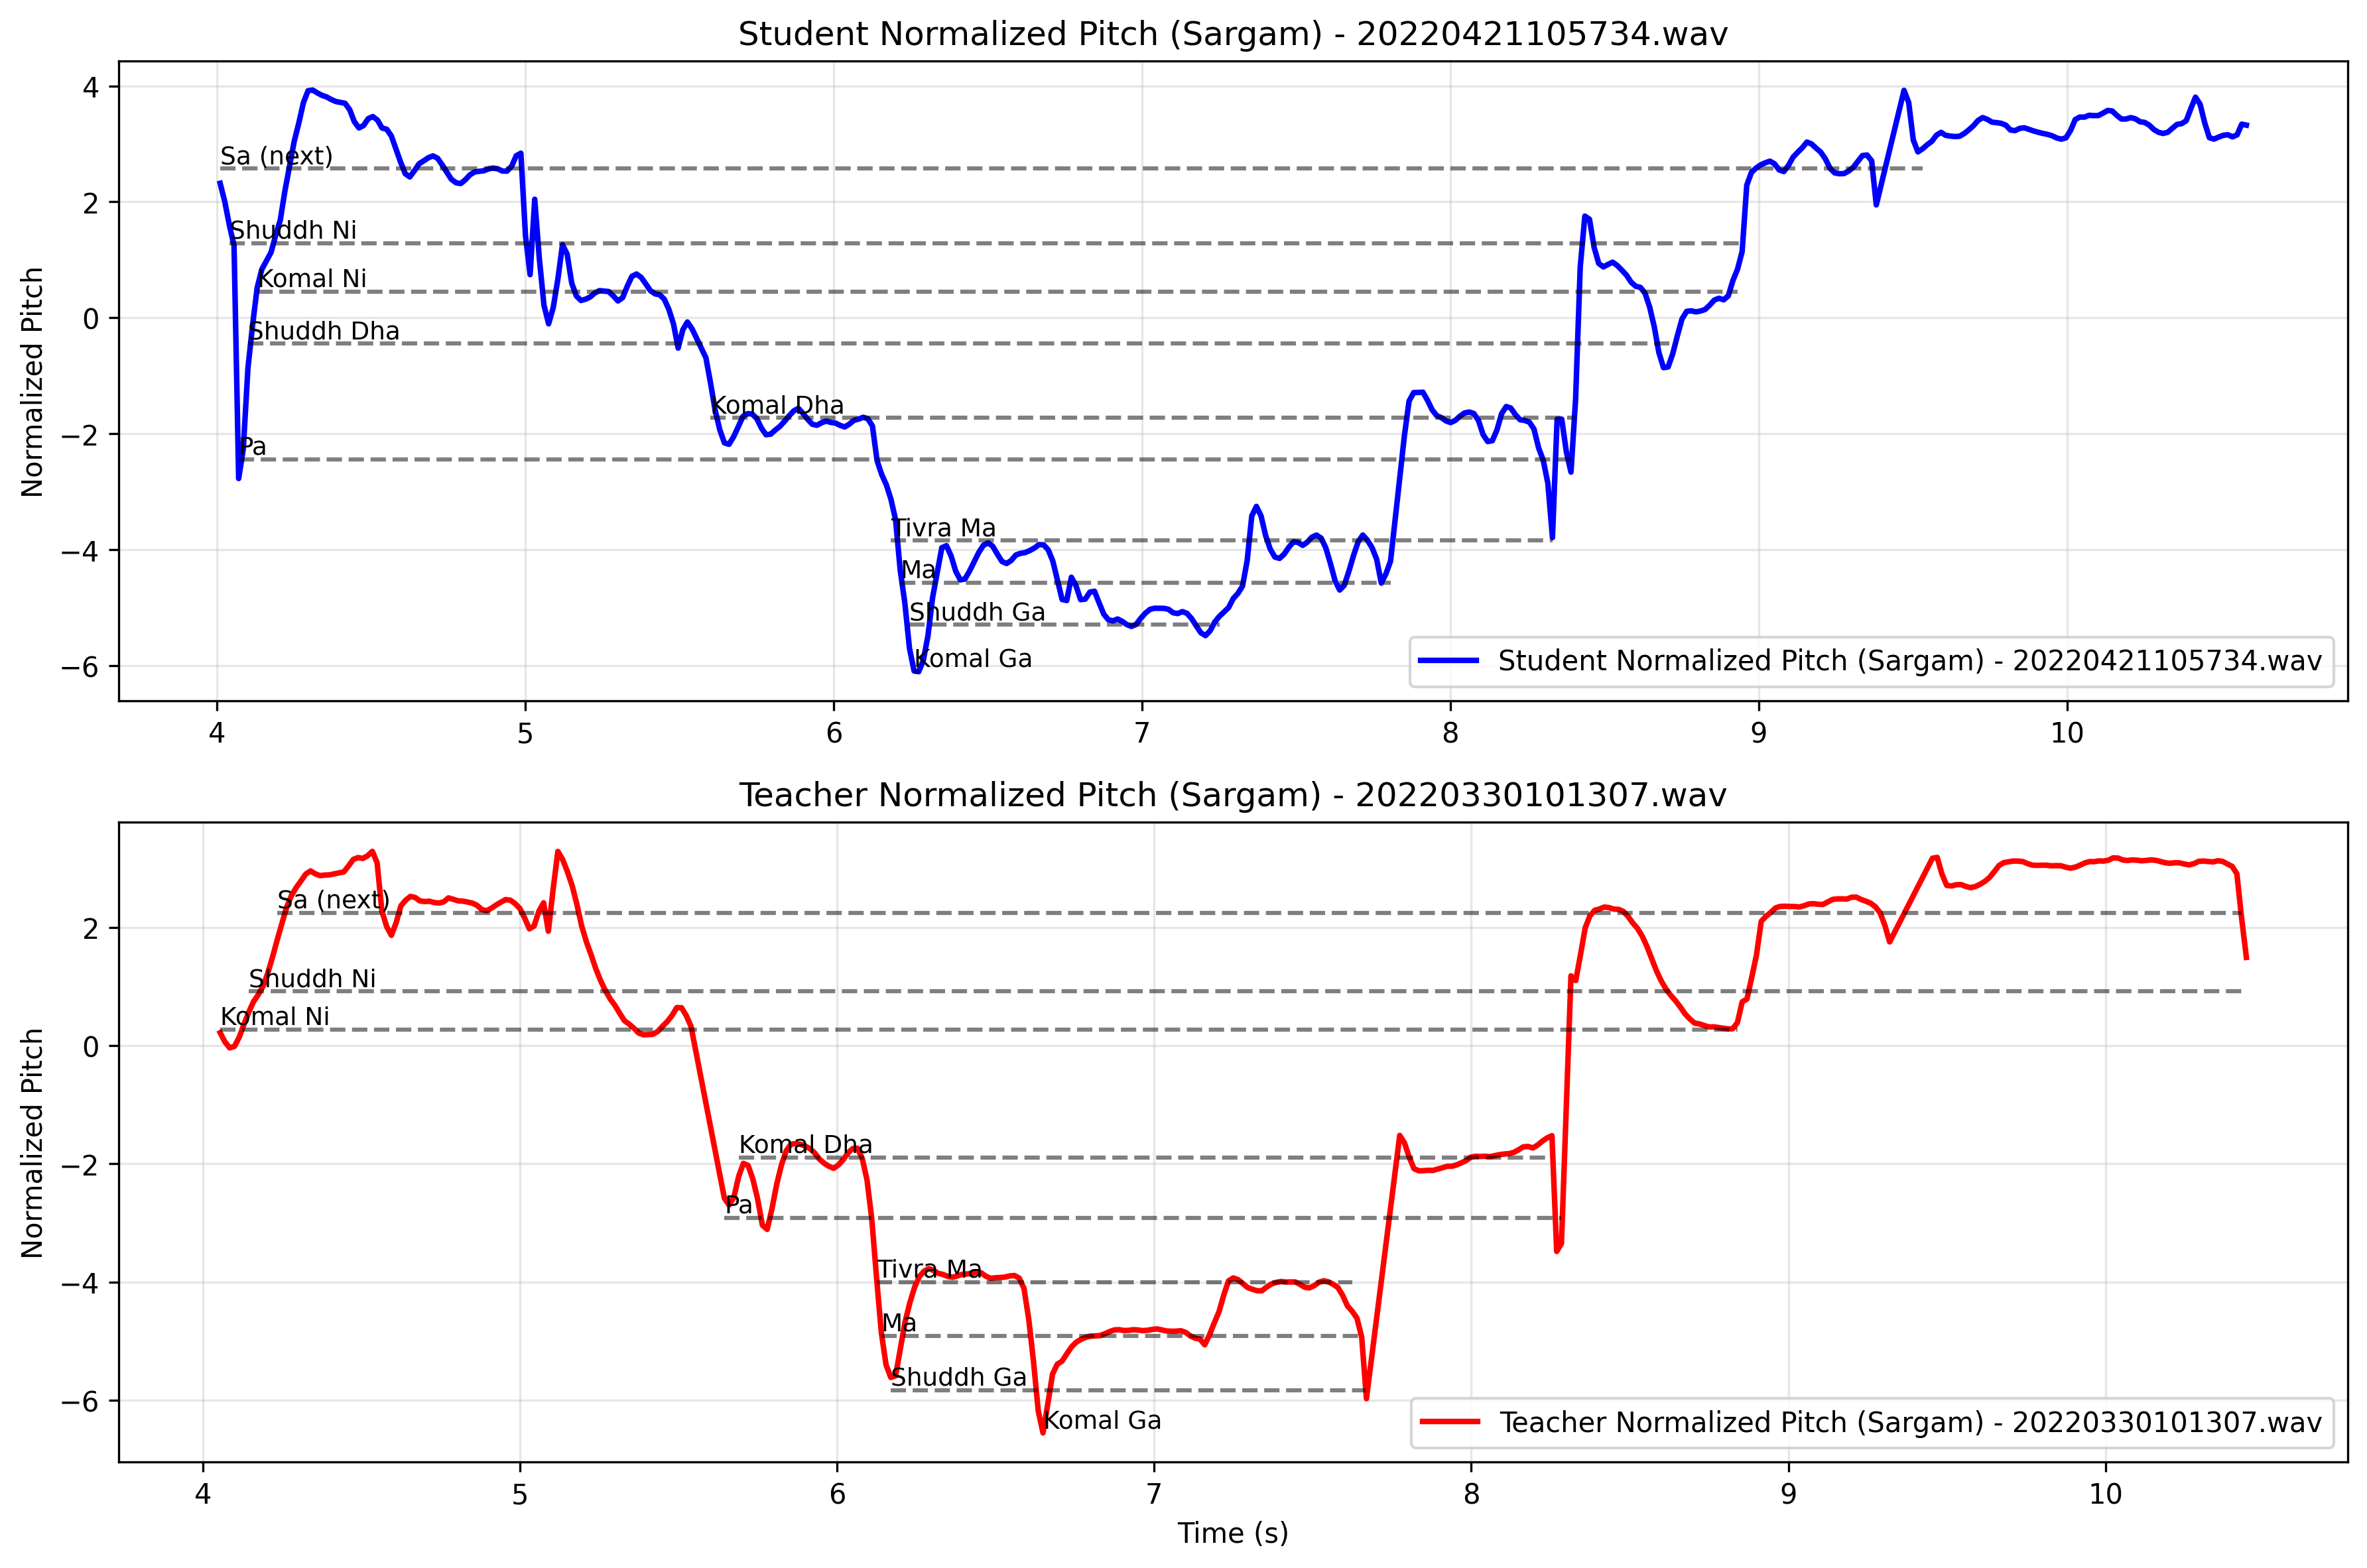 Student Normalized Pitch (Sargam) - 20220421105734.wav
Normalized Pitch
4
2
0
−2
−4
−6
Sa (next)
Shuddh Ni
Komal Ni
Shuddh Dha
Komal Dha
Pa
Tivra Ma
Ma
Shuddh Ga
Komal Ga
Student Normalized Pitch (Sargam) - 20220421105734.wav
4 5 6 7 8 9 10
Teacher Normalized Pitch (Sargam) - 20220330101307.wav
Normalized Pitch
2
0
−2
−4
−6
Sa (next)
Shuddh Ni
Komal Ni
Komal Dha
Pa
Tivra Ma
Ma
Shuddh Ga
Komal Ga
Teacher Normalized Pitch (Sargam) - 20220330101307.wav
4 5 6 7 8 9 10
Time (s)